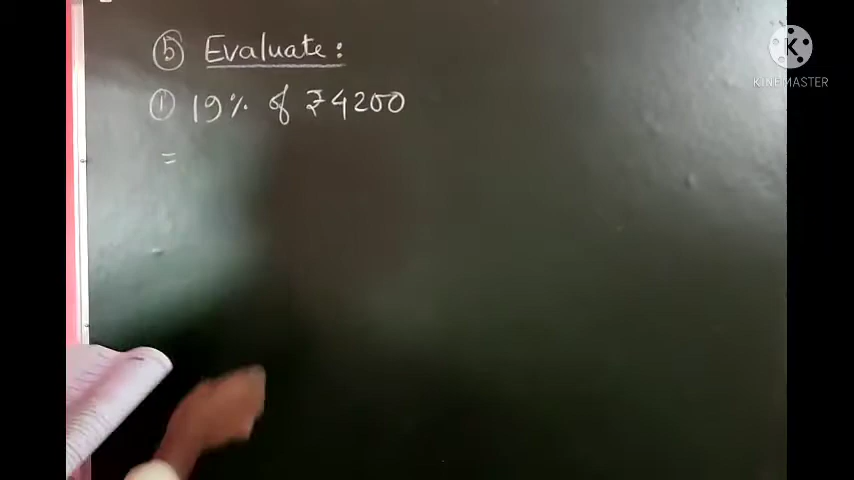 ⑤ Evaluate:
① 19% of ₹4200
=
K
KINEMASTER